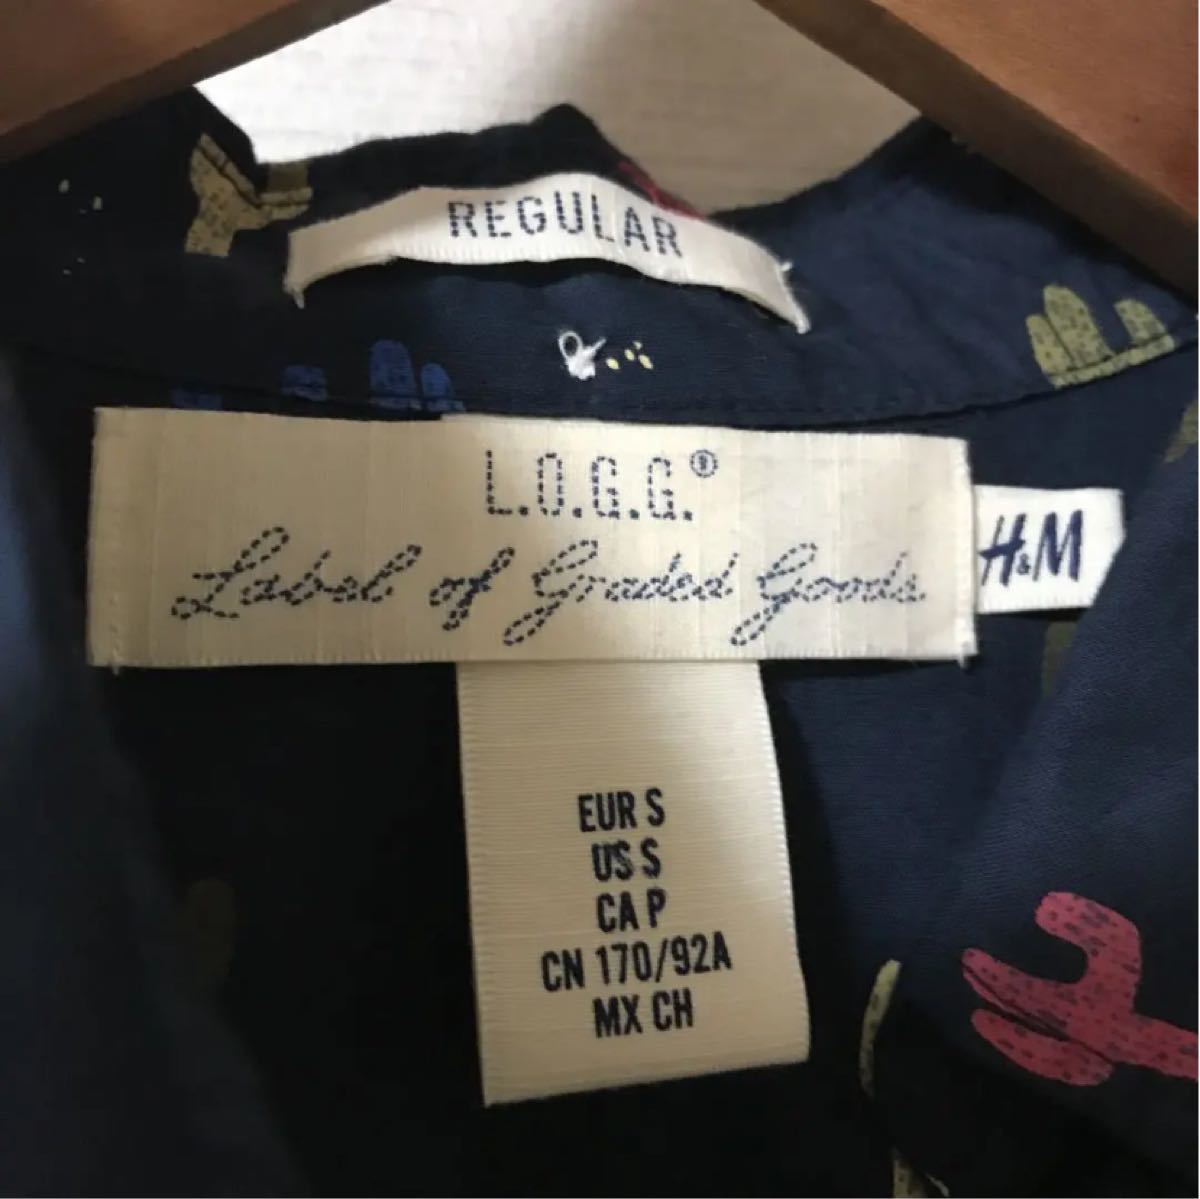 REGULAR
L.O.G.G.®
Label of Graded Goods
H&M
EUR S
US S
CA P
CN 170/92A
MX CH